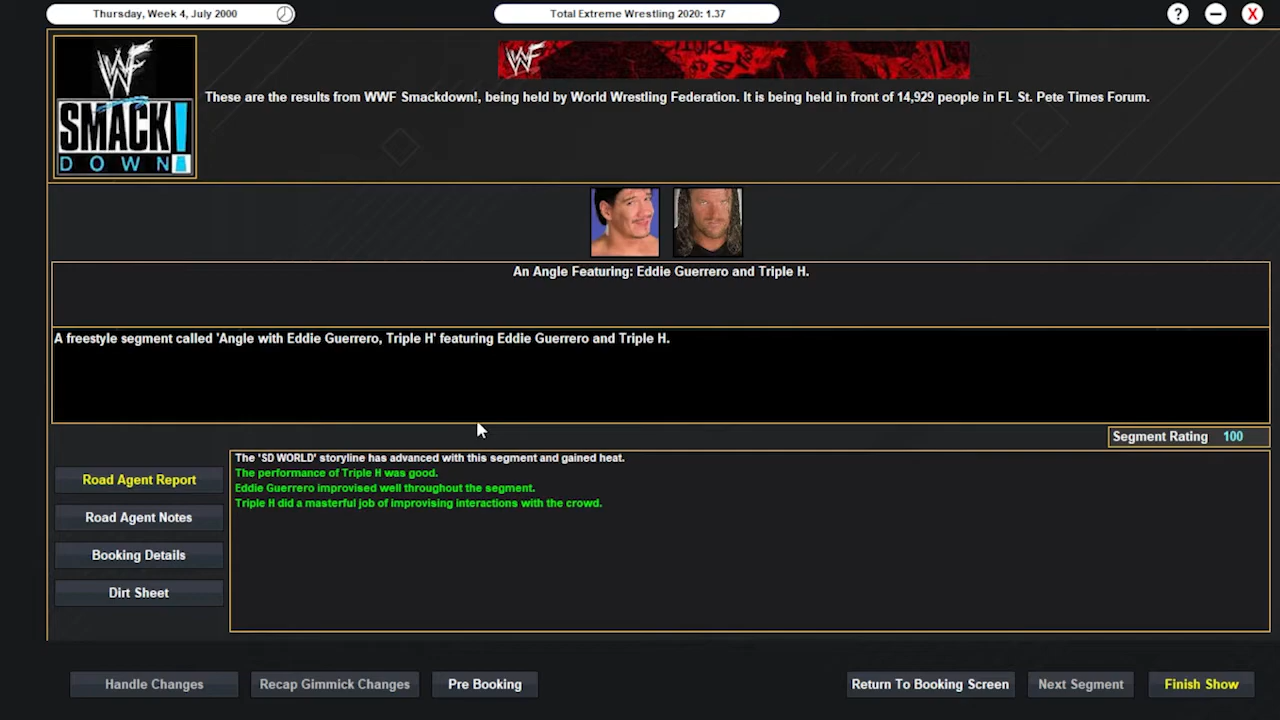 Thursday, Week 4, July 2000
Total Extreme Wrestling 2020: 1.37
?
X
WF
SMACK!
DOWN
WF
These are the results from WWF Smackdown!, being held by World Wrestling Federation. It is being held in front of 14,929 people in FL St. Pete Times Forum.
An Angle Featuring: Eddie Guerrero and Triple H.
A freestyle segment called 'Angle with Eddie Guerrero, Triple H' featuring Eddie Guerrero and Triple H.
Segment Rating 100
The 'SD WORLD' storyline has advanced with this segment and gained heat.
The performance of Triple H was good.
Eddie Guerrero improvised well throughout the segment.
Triple H did a masterful job of improvising interactions with the crowd.
Road Agent Report
Road Agent Notes
Booking Details
Dirt Sheet
Handle Changes
Recap Gimmick Changes
Pre Booking
Return To Booking Screen
Next Segment
Finish Show